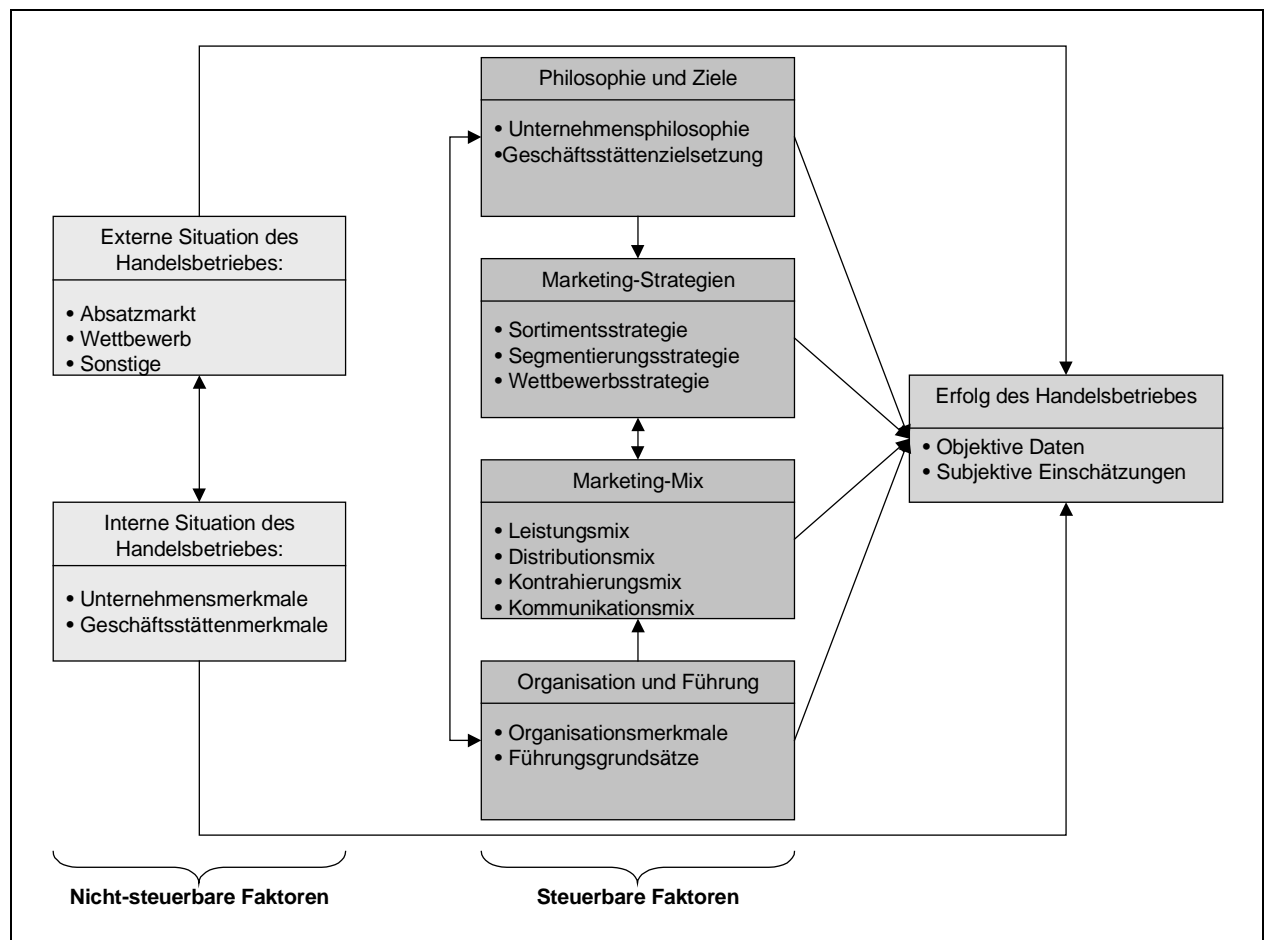 Externe Situation des
Handelsbetriebes:
• Absatzmarkt
• Wettbewerb
• Sonstige
Interne Situation des
Handelsbetriebes:
• Unternehmensmerkmale
• Geschäftsstättenmerkmale
Nicht-steuerbare Faktoren
Philosophie und Ziele
• Unternehmensphilosophie
•Geschäftsstättenzielsetzung
Marketing-Strategien
• Sortimentsstrategie
• Segmentierungsstrategie
• Wettbewerbsstrategie
Marketing-Mix
• Leistungsmix
• Distributionsmix
• Kontrahierungsmix
• Kommunikationsmix
Organisation und Führung
• Organisationsmerkmale
• Führungsgrundsätze
Steuerbare Faktoren
Erfolg des Handelsbetriebes
• Objektive Daten
• Subjektive Einschätzungen